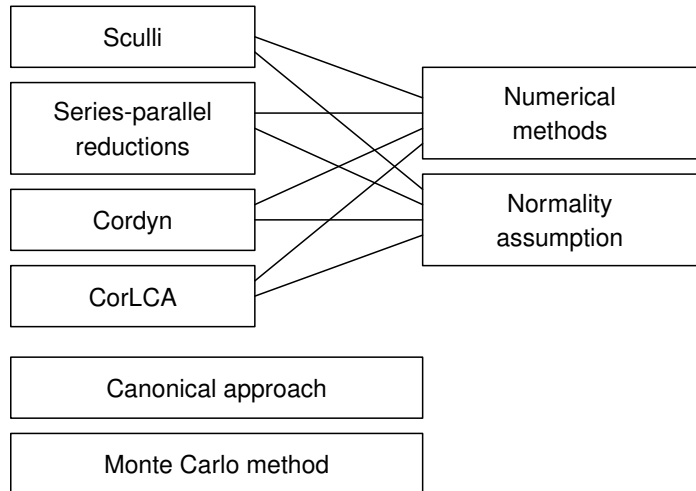 Sculli
Series-parallel
reductions
Cordyn
CorLCA
Numerical
methods
Normality
assumption
Canonical approach
Monte Carlo method